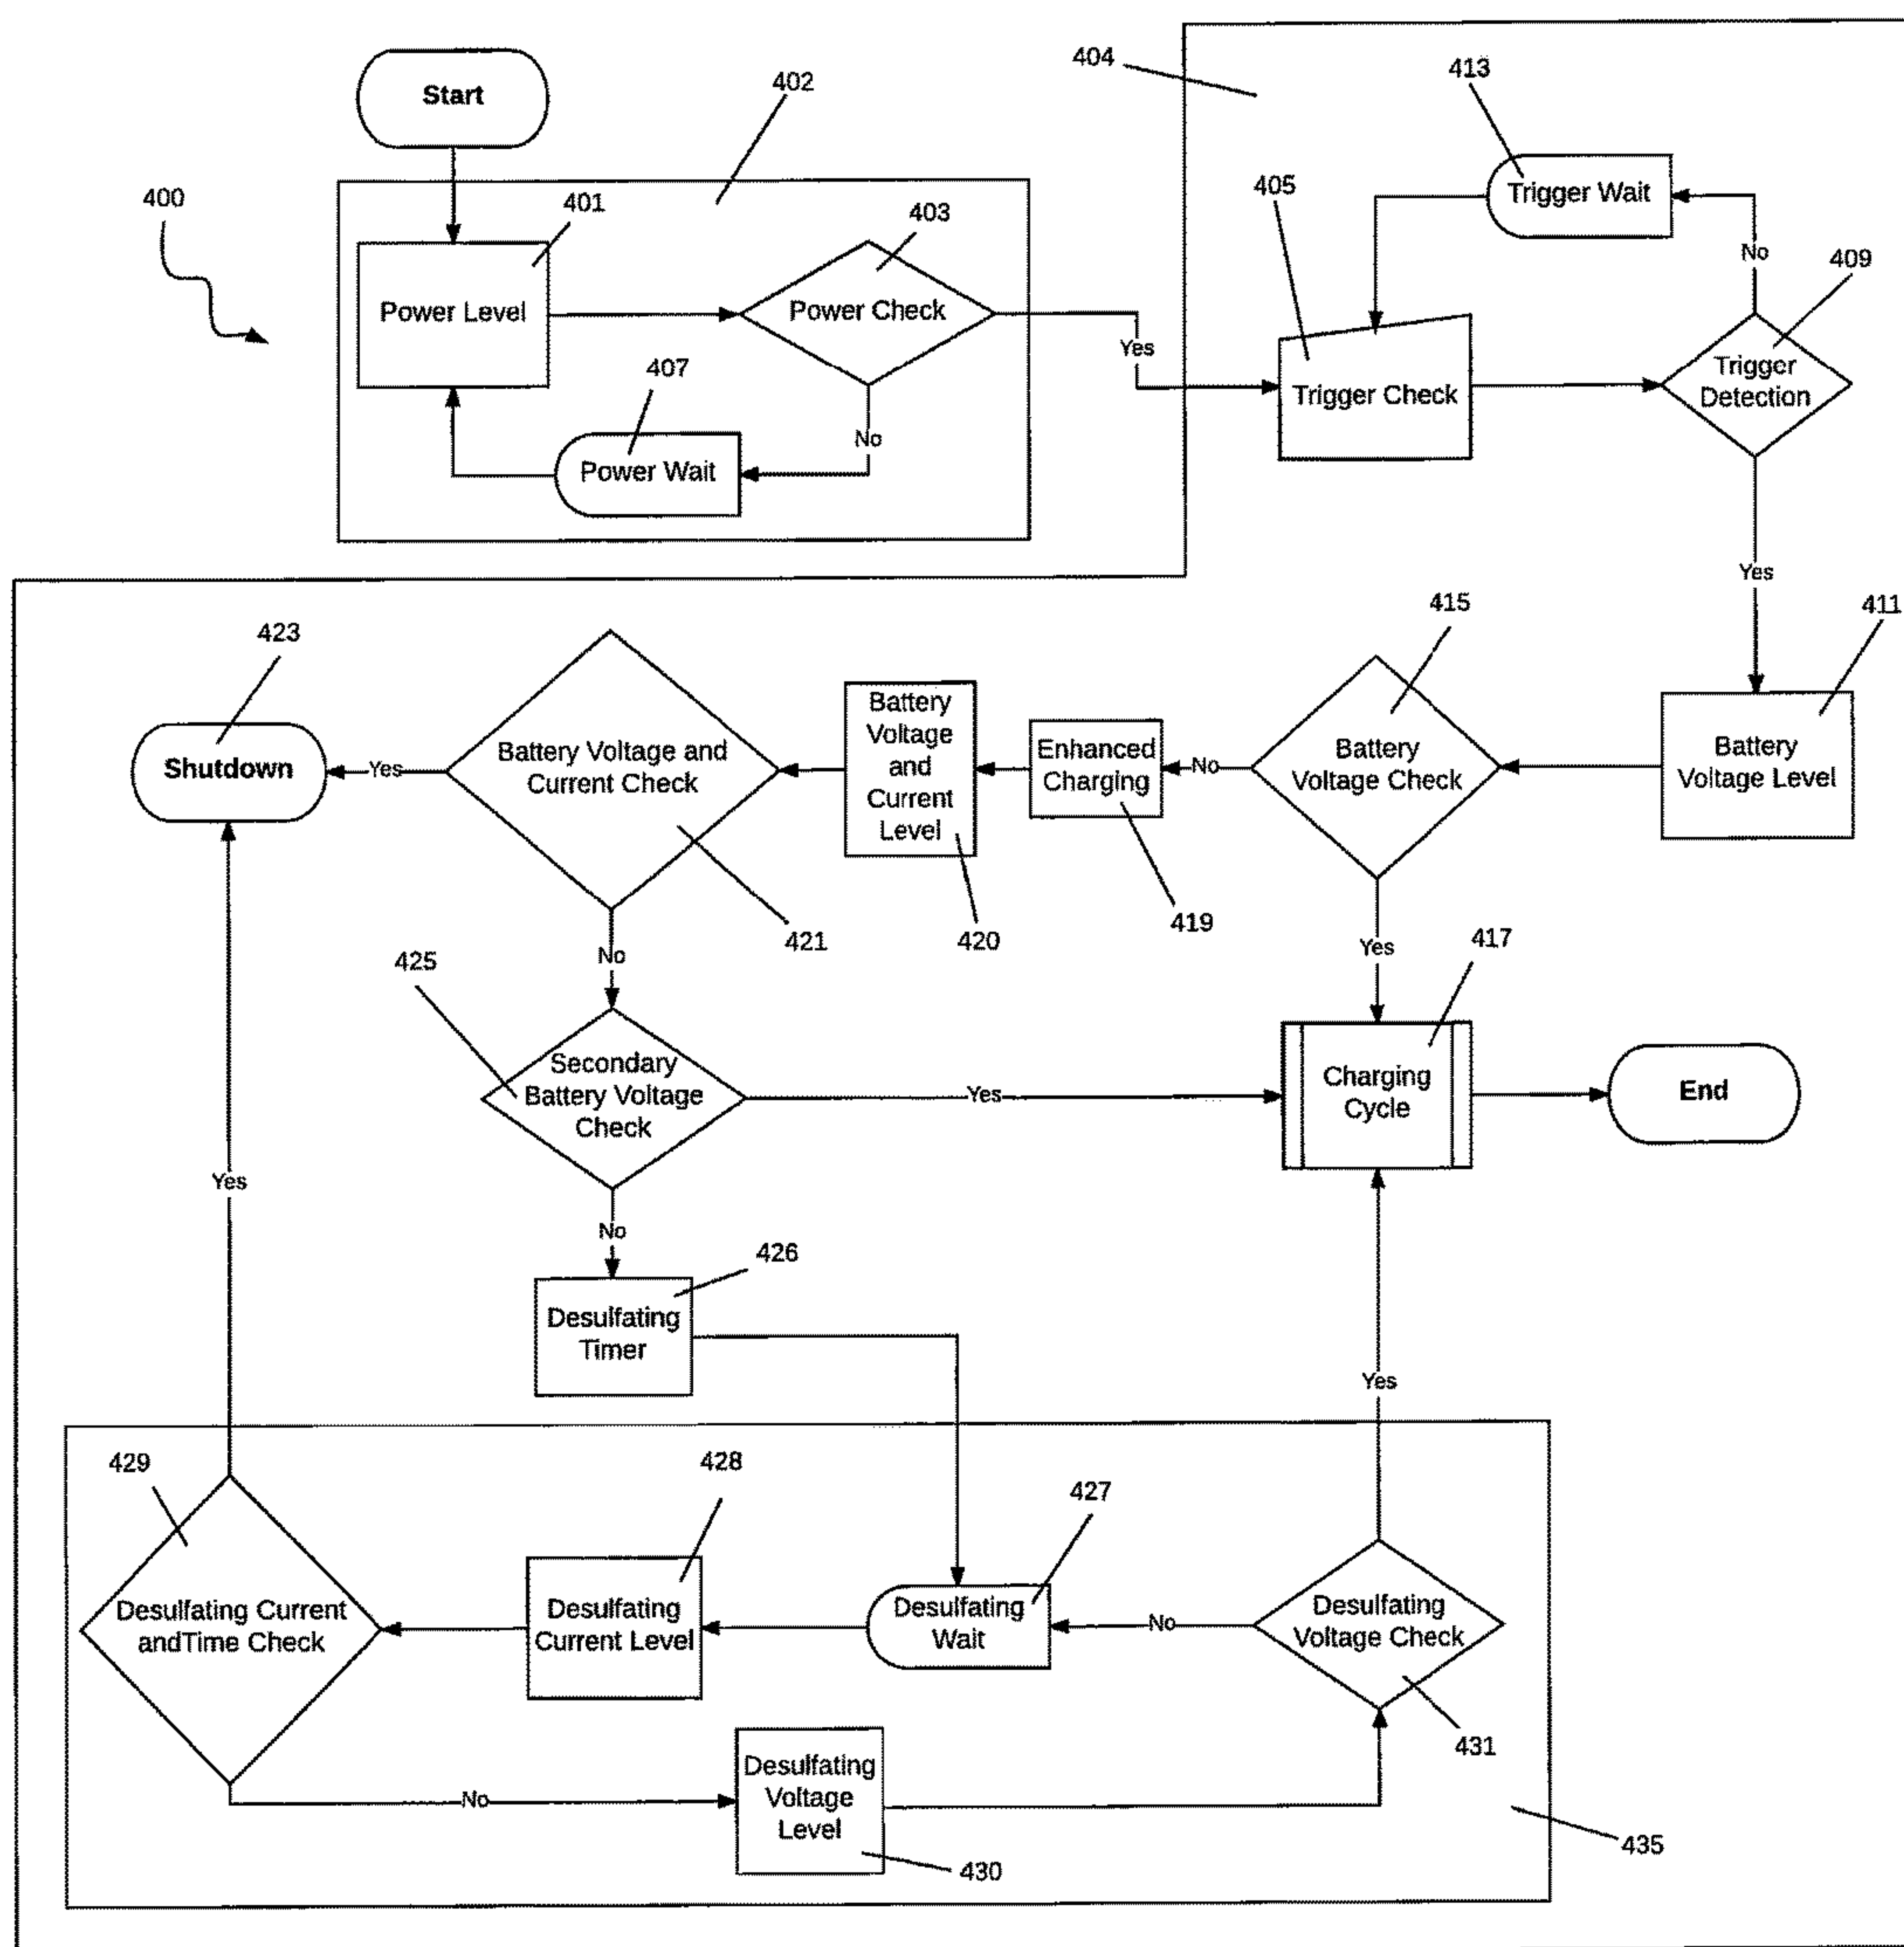 Start
402
404
413
400
401
403
405
Trigger Wait
No
409
Power Level
Power Check
Yes
Trigger Check
Trigger
Detection
407
No
Power Wait
Yes
423
415
411
Shutdown
Yes
Battery Voltage and
Current Check
Battery
Voltage
and
Current
Level
Enhanced
Charging
No
Battery
Voltage Check
Battery
Voltage Level
421
420
419
No
Yes
417
425
Secondary
Battery Voltage
Check
Yes
Charging
Cycle
End
Yes
No
426
Desulfating
Timer
Yes
429
428
427
Desulfating Current
andTime Check
Desulfating
Current Level
Desulfating
Wait
No
Desulfating
Voltage Check
431
No
Desulfating
Voltage
Level
430
435